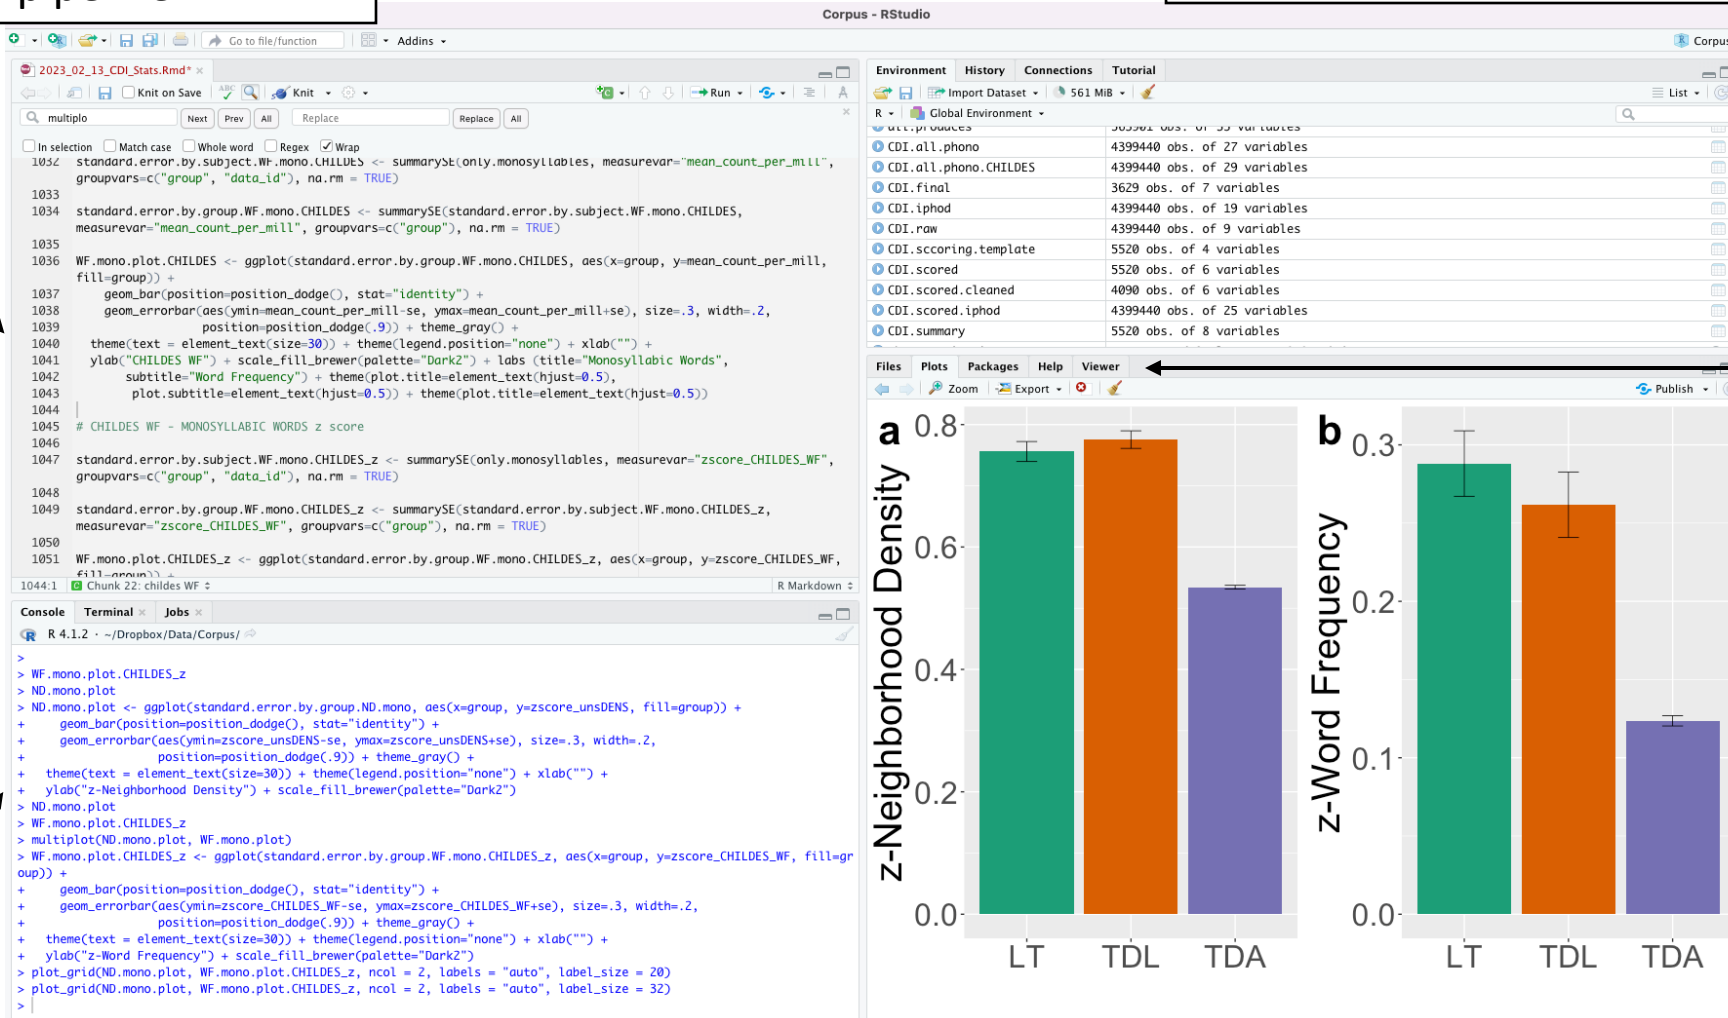 Corpus - RStudio
Go to file/function
Addins
Corpus
2023_02_13_CDI_Stats.Rmd*
Knit on Save
ABC
Knit
Run
multiplo
Next
Prev
All
Replace
Replace
All
In selection
Match case
Whole word
Regex
Wrap
1032 standard.error.by.subject.WF.mono.CHILDES <- summarySE(only.monosyllables, measurevar="mean_count_per_mill",
groupvars=c("group", "data_id"), na.rm = TRUE)
1033
1034 standard.error.by.group.WF.mono.CHILDES <- summarySE(standard.error.by.subject.WF.mono.CHILDES,
measurevar="mean_count_per_mill", groupvars=c("group"), na.rm = TRUE)
1035
1036 WF.mono.plot.CHILDES <- ggplot(standard.error.by.group.WF.mono.CHILDES, aes(x=group, y=mean_count_per_mill,
fill=group)) +
1037 geom_bar(position=position_dodge(), stat="identity") +
1038 geom_errorbar(aes(ymin=mean_count_per_mill-se, ymax=mean_count_per_mill+se), size=.3, width=.2,
1039 position=position_dodge(.9)) + theme_gray() +
1040 theme(text = element_text(size=30)) + theme(legend.position="none") + xlab("") +
1041 ylab("CHILDES WF") + scale_fill_brewer(palette="Dark2") + labs (title="Monosyllabic Words",
1042 subtitle="Word Frequency") + theme(plot.title=element_text(hjust=0.5),
1043 plot.subtitle=element_text(hjust=0.5)) + theme(plot.title=element_text(hjust=0.5))
1044
1045 # CHILDES WF - MONOSYLLABIC WORDS z score
1046
1047 standard.error.by.subject.WF.mono.CHILDES_z <- summarySE(only.monosyllables, measurevar="zscore_CHILDES_WF",
groupvars=c("group", "data_id"), na.rm = TRUE)
1048
1049 standard.error.by.group.WF.mono.CHILDES_z <- summarySE(standard.error.by.subject.WF.mono.CHILDES_z,
measurevar="zscore_CHILDES_WF", groupvars=c("group"), na.rm = TRUE)
1050
1051 WF.mono.plot.CHILDES_z <- ggplot(standard.error.by.group.WF.mono.CHILDES_z, aes(x=group, y=zscore_CHILDES_WF,
fill=group)) +
1044:1
Chunk 22: childes WF
R Markdown
Console
Terminal
Jobs
R 4.1.2 · ~/Dropbox/Data/Corpus/
>
> WF.mono.plot.CHILDES_z
> ND.mono.plot
> ND.mono.plot <- ggplot(standard.error.by.group.ND.mono, aes(x=group, y=zscore_unsDENS, fill=group)) +
+ geom_bar(position=position_dodge(), stat="identity") +
+ geom_errorbar(aes(ymin=zscore_unsDENS-se, ymax=zscore_unsDENS+se), size=.3, width=.2,
+ position=position_dodge(.9)) + theme_gray() +
+ theme(text = element_text(size=30)) + theme(legend.position="none") + xlab("") +
+ ylab("z-Neighborhood Density") + scale_fill_brewer(palette="Dark2")
> ND.mono.plot
> WF.mono.plot.CHILDES_z
> multiplot(ND.mono.plot, WF.mono.plot)
> WF.mono.plot.CHILDES_z <- ggplot(standard.error.by.group.WF.mono.CHILDES_z, aes(x=group, y=zscore_CHILDES_WF, fill=gr
oup)) +
+ geom_bar(position=position_dodge(), stat="identity") +
+ geom_errorbar(aes(ymin=zscore_CHILDES_WF-se, ymax=zscore_CHILDES_WF+se), size=.3, width=.2,
+ position=position_dodge(.9)) + theme_gray() +
+ theme(text = element_text(size=30)) + theme(legend.position="none") + xlab("") +
+ ylab("z-Word Frequency") + scale_fill_brewer(palette="Dark2")
> plot_grid(ND.mono.plot, WF.mono.plot.CHILDES_z, ncol = 2, labels = "auto", label_size = 20)
> plot_grid(ND.mono.plot, WF.mono.plot.CHILDES_z, ncol = 2, labels = "auto", label_size = 32)
>
Environment
History
Connections
Tutorial
Import Dataset
561 MiB
List
R
Global Environment
CDI.all.phono 4399440 obs. of 27 variables
CDI.all.phono.CHILDES 4399440 obs. of 29 variables
CDI.final 3629 obs. of 7 variables
CDI.iphod 4399440 obs. of 19 variables
CDI.raw 4399440 obs. of 9 variables
CDI.sccoring.template 5520 obs. of 4 variables
CDI.scored 5520 obs. of 6 variables
CDI.scored.cleaned 4090 obs. of 6 variables
CDI.scored.iphod 4399440 obs. of 25 variables
CDI.summary 5520 obs. of 8 variables
Files
Plots
Packages
Help
Viewer
Zoom
Export
Publish
a
z-Neighborhood Density
0.8
0.6
0.4
0.2
0.0
LT TDL TDA
b
z-Word Frequency
0.3
0.2
0.1
0.0
LT TDL TDA